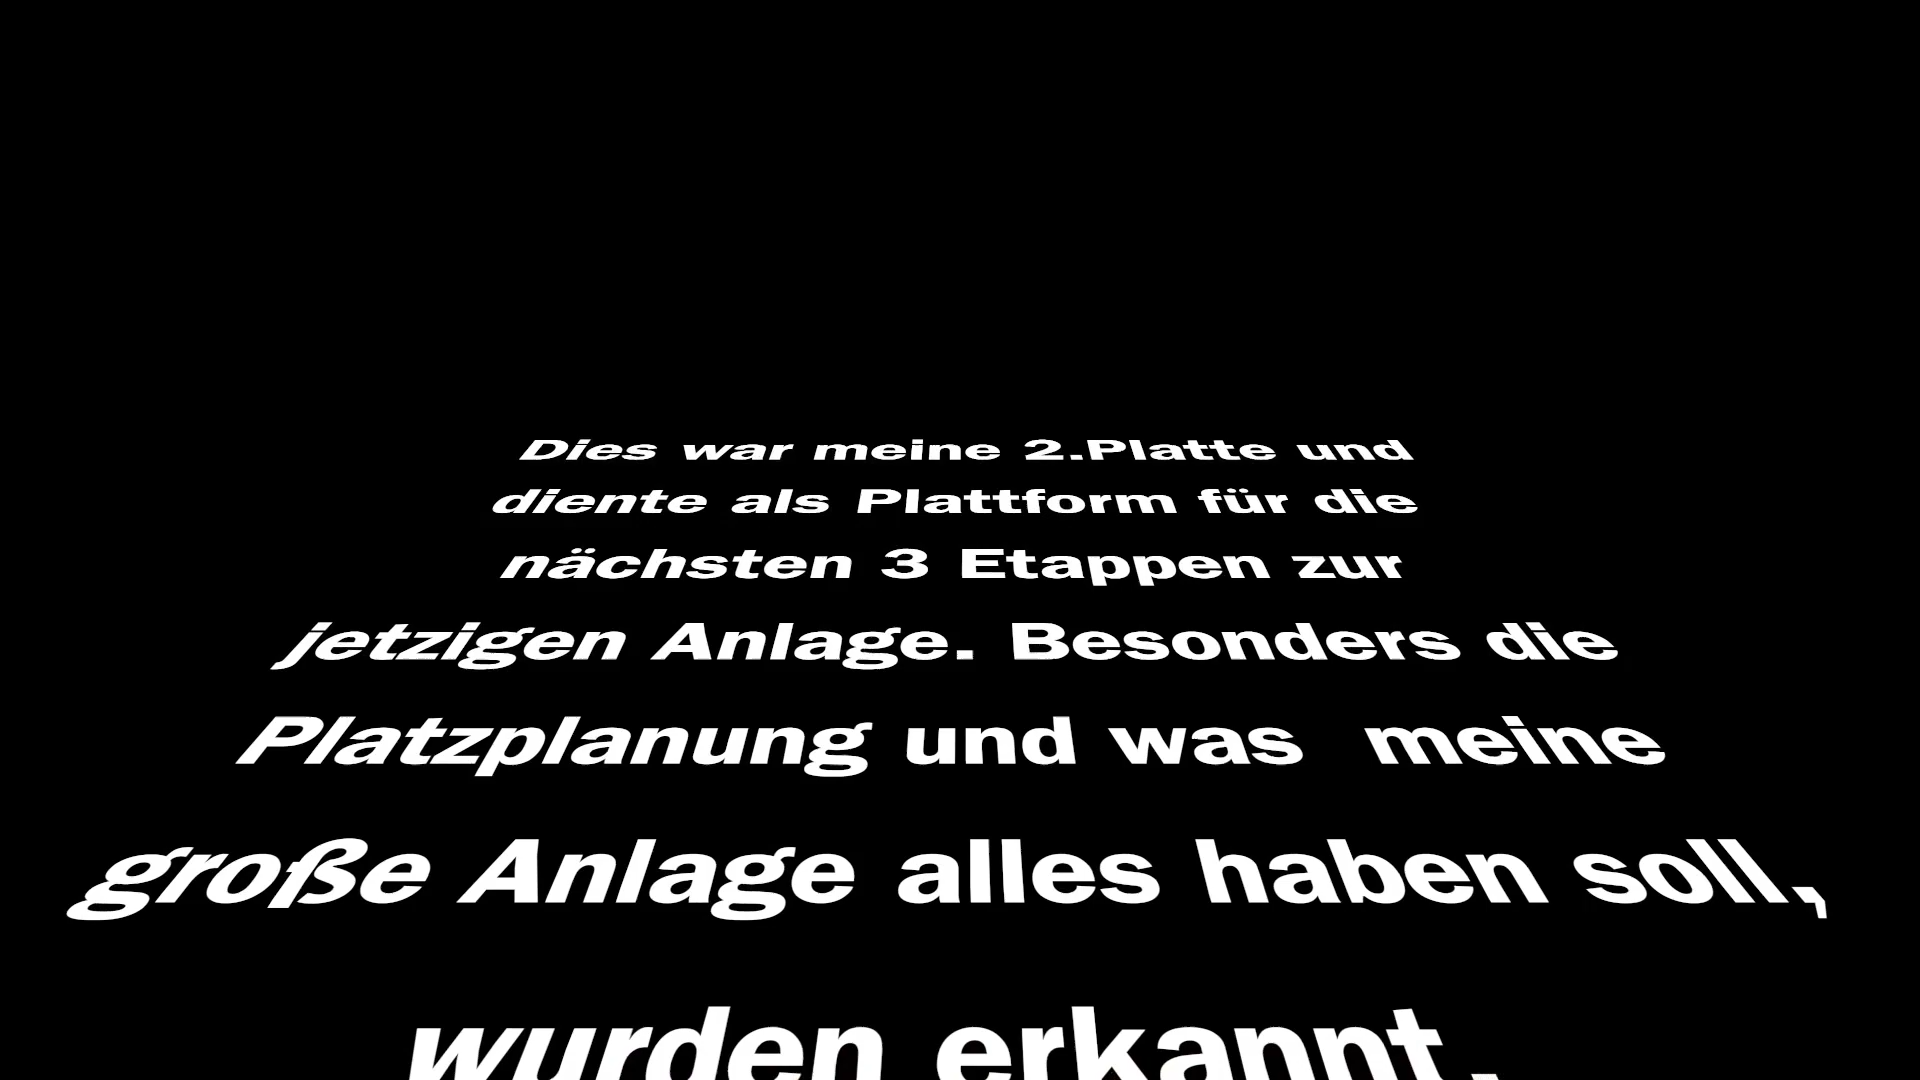 Dies war meine 2.Platte und
diente als Plattform für die
nächsten 3 Etappen zur
jetzigen Anlage. Besonders die
Platzplanung und was  meine
große Anlage alles haben soll,
wurden erkannt.